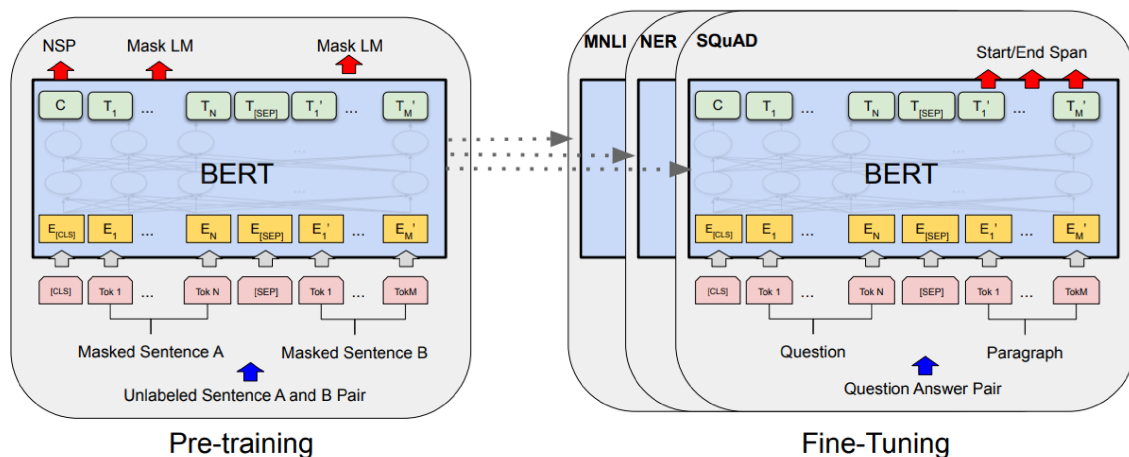 NSP Mask LM Mask LM
C T1 ... TN T[SEP] T1' ... TM'
BERT
E[CLS] E1 ... EN E[SEP] E1' ... EM'
[CLS] Tok 1 ... Tok N [SEP] Tok 1 ... TokM
Masked Sentence A Masked Sentence B
Unlabeled Sentence A and B Pair
Pre-training
MNLI NER SQuAD
Start/End Span
C T1 ... TN T[SEP] T1' ... TM'
BERT
E[CLS] E1 ... EN E[SEP] E1' ... EM'
[CLS] Tok 1 ... Tok N [SEP] Tok 1 ... TokM
Question Paragraph
Question Answer Pair
Fine-Tuning